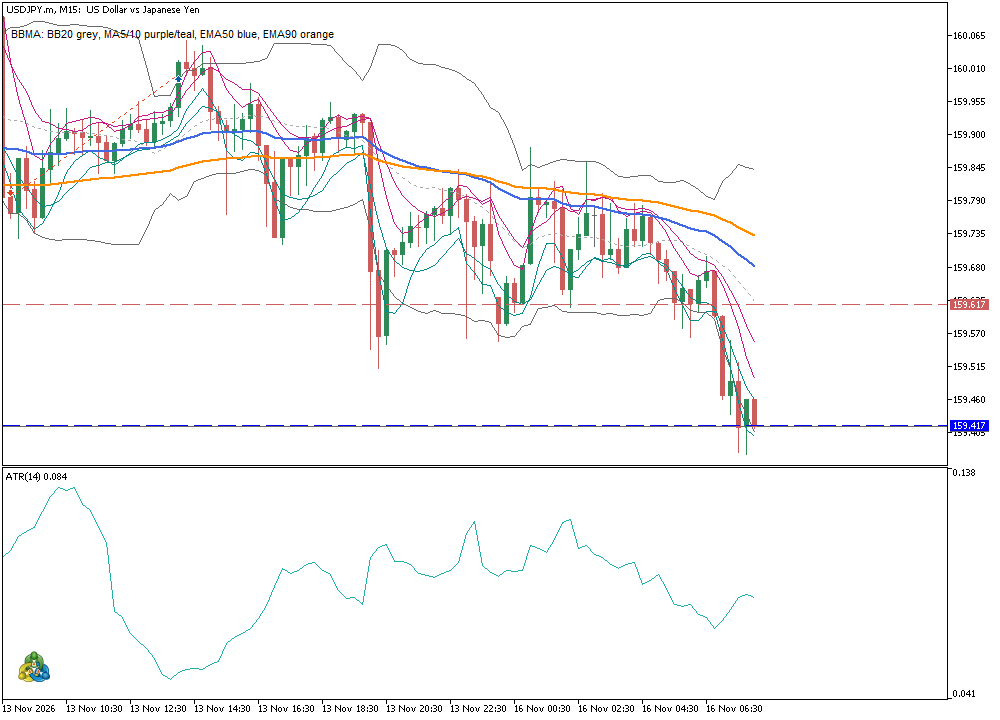 USDJPY.m, M15: US Dollar vs Japanese Yen
BBMA: BB20 grey, MA5/10 purple/teal, EMA50 blue, EMA90 orange
160.065
160.010
159.955
159.900
159.845
159.790
159.735
159.680
159.617
159.570
159.515
159.460
159.417
159.405
ATR(14) 0.084
0.138
0.041
13 Nov 2026
13 Nov 10:30
13 Nov 12:30
13 Nov 14:30
13 Nov 16:30
13 Nov 18:30
13 Nov 20:30
13 Nov 22:30
16 Nov 00:30
16 Nov 02:30
16 Nov 04:30
16 Nov 06:30